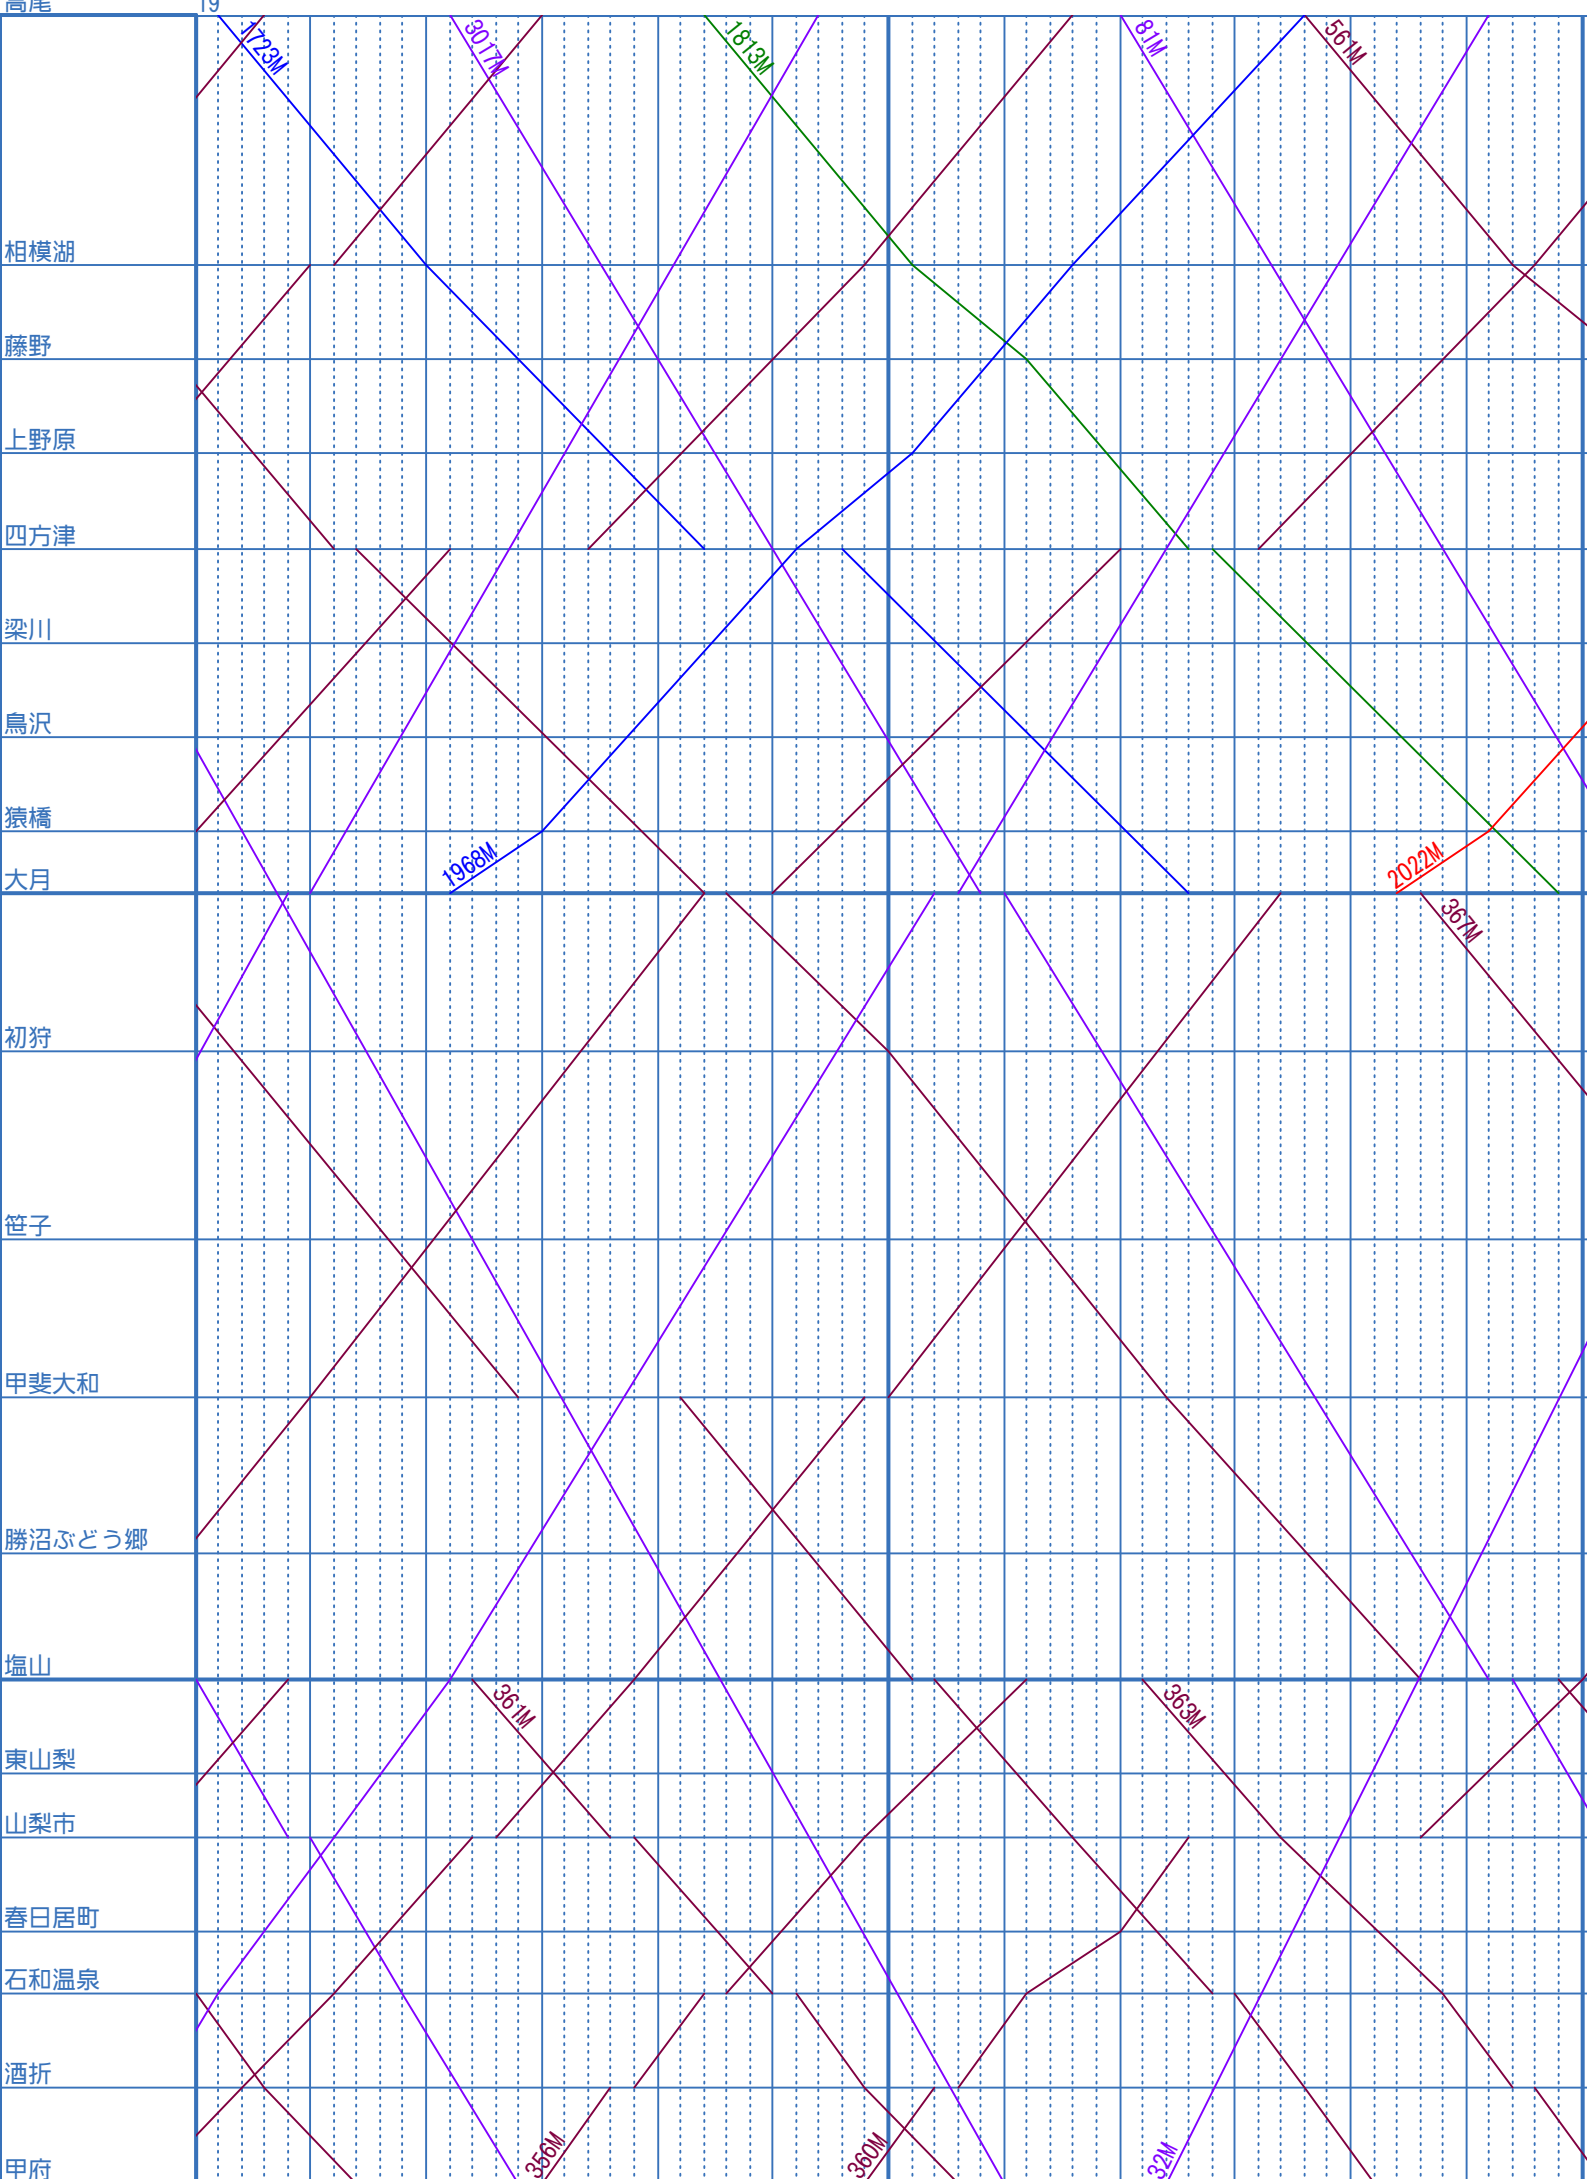 高尾
19
1723M
3017M
1813M
81M
561M
相模湖
藤野
上野原
四方津
梁川
鳥沢
猿橋
1968M
2022M
大月
367M
初狩
笹子
甲斐大和
勝沼ぶどう郷
塩山
361M
363M
東山梨
山梨市
春日居町
石和温泉
酒折
356M
360M
32M
甲府